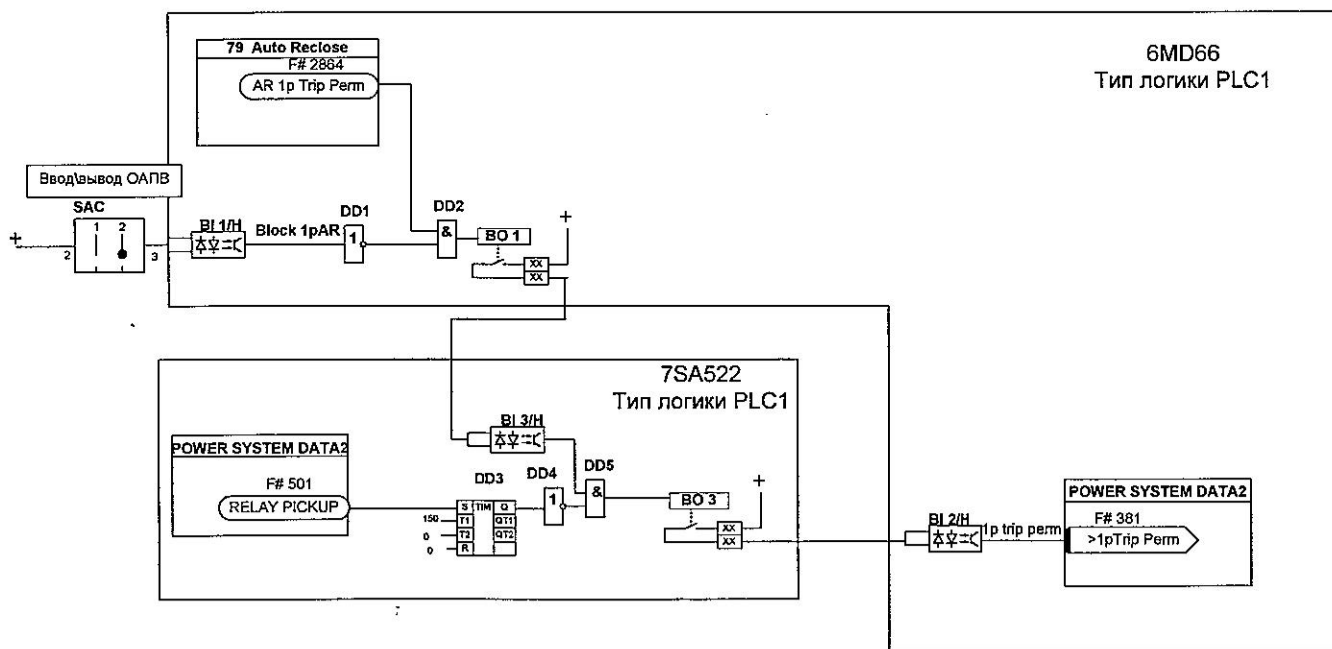 79 Auto Reclose
F# 2864
AR 1p Trip Perm
6MD66
Тип логики PLC1
Ввод\вывод ОАПВ
SAC
1 2
+
2
3
BI 1/H
Block 1pAR
DD1
1
DD2
&
BO 1
+
XX
XX
7SA522
Тип логики PLC1
BI 3/H
POWER SYSTEM DATA2
F# 501
RELAY PICKUP
DD3
S TIM Q
150 T1 QT1
0 T2 QT2
0 R
DD4
1
DD5
&
BO 3
+
XX
XX
BI 2/H
1p trip perm
POWER SYSTEM DATA2
F# 381
>1pTrip Perm